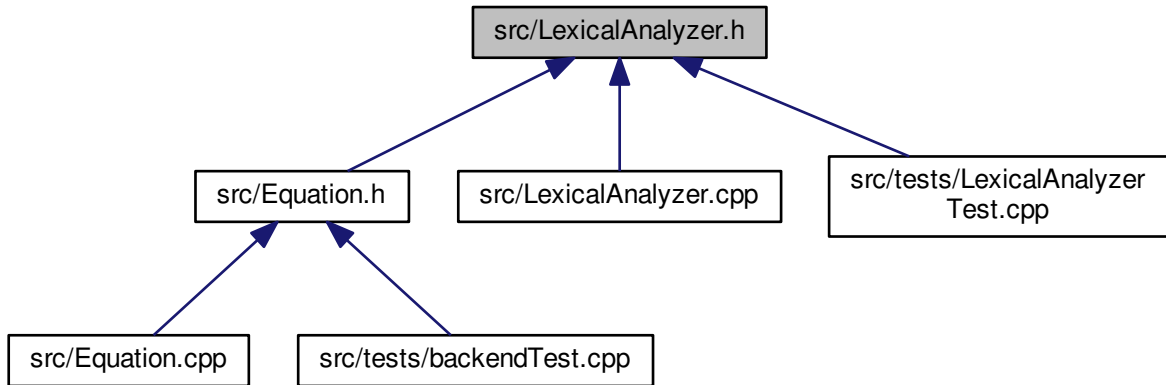 src/LexicalAnalyzer.h
src/Equation.h
src/LexicalAnalyzer.cpp
src/tests/LexicalAnalyzer
Test.cpp
src/Equation.cpp
src/tests/backendTest.cpp